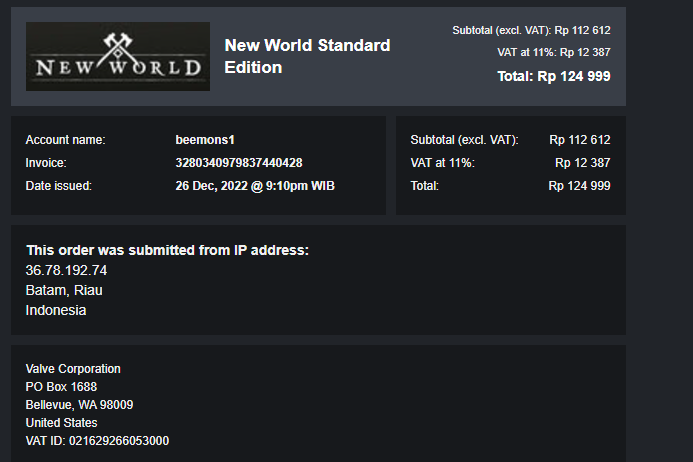 NEW WORLD
New World Standard
Edition
Subtotal (excl. VAT): Rp 112 612
VAT at 11%: Rp 12 387
Total: Rp 124 999
Account name: beemons1
Invoice: 3280340979837440428
Date issued: 26 Dec, 2022 @ 9:10pm WIB
Subtotal (excl. VAT): Rp 112 612
VAT at 11%: Rp 12 387
Total: Rp 124 999
This order was submitted from IP address:
36.78.192.74
Batam, Riau
Indonesia
Valve Corporation
PO Box 1688
Bellevue, WA 98009
United States
VAT ID: 021629266053000